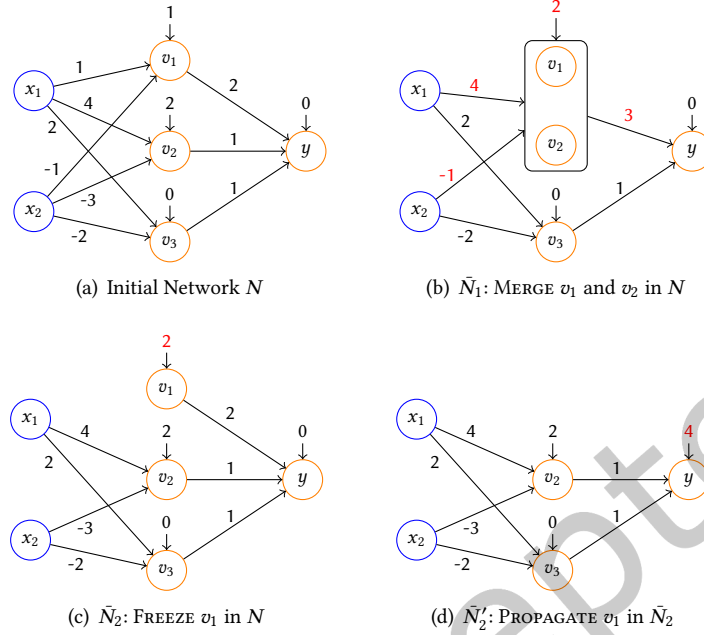 1
x₁ 1 v₁ 2
4 2 0
2 v₂ 1 y
-1 1
-3 0
x₂ -2 v₃
(a) Initial Network N
2
v₁
x₁ 4 3 0
2 v₂ y
-1 0 1
x₂ -2 v₃
(b) N̄₁: MERGE v₁ and v₂ in N
2
v₁
x₁ 4 2 2 0
2 v₂ 1 y
-3 0 1
x₂ -2 v₃
(c) N̄₂: FREEZE v₁ in N
x₁ 4 2 4
2 v₂ 1 y
-3 0 1
x₂ -2 v₃
(d) N̄₂′: PROPAGATE v₁ in N̄₂